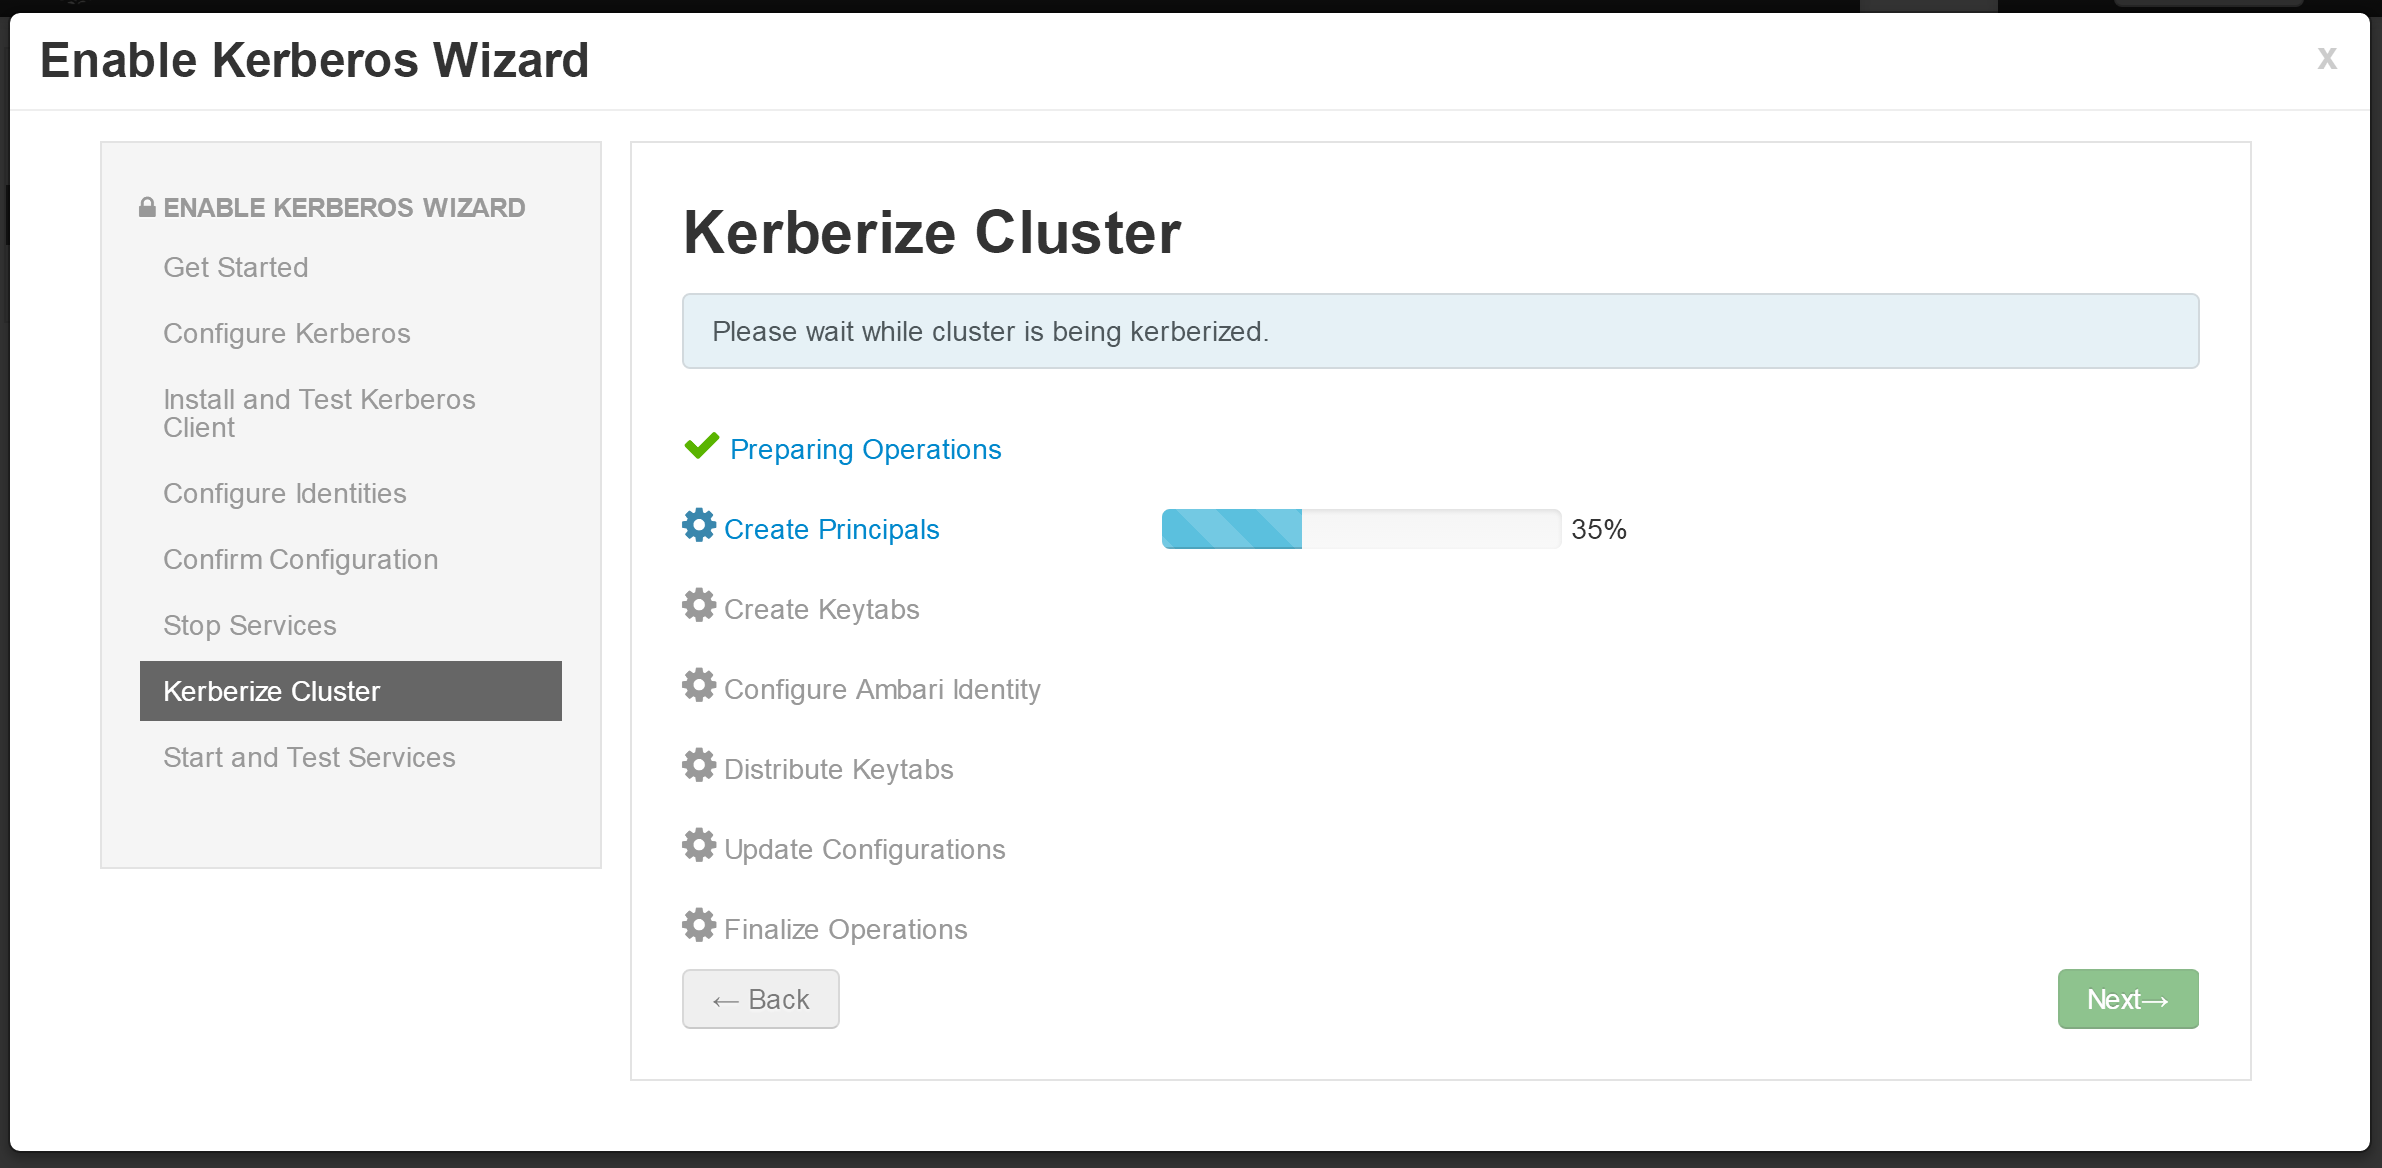 Enable Kerberos Wizard
x
ENABLE KERBEROS WIZARD
Get Started
Configure Kerberos
Install and Test Kerberos
Client
Configure Identities
Confirm Configuration
Stop Services
Kerberize Cluster
Start and Test Services
Kerberize Cluster
Please wait while cluster is being kerberized.
Preparing Operations
Create Principals 35%
Create Keytabs
Configure Ambari Identity
Distribute Keytabs
Update Configurations
Finalize Operations
← Back
Next→